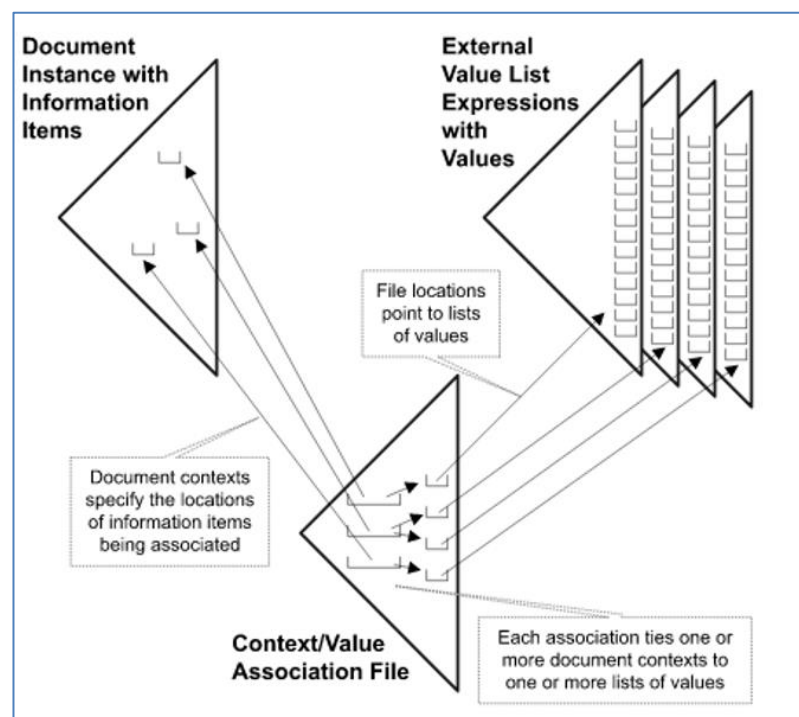 Document
Instance with
Information
Items
External
Value List
Expressions
with
Values
File locations
point to lists
of values
Document contexts
specify the locations
of information items
being associated
Context/Value
Association File
Each association ties one or
more document contexts to
one or more lists of values